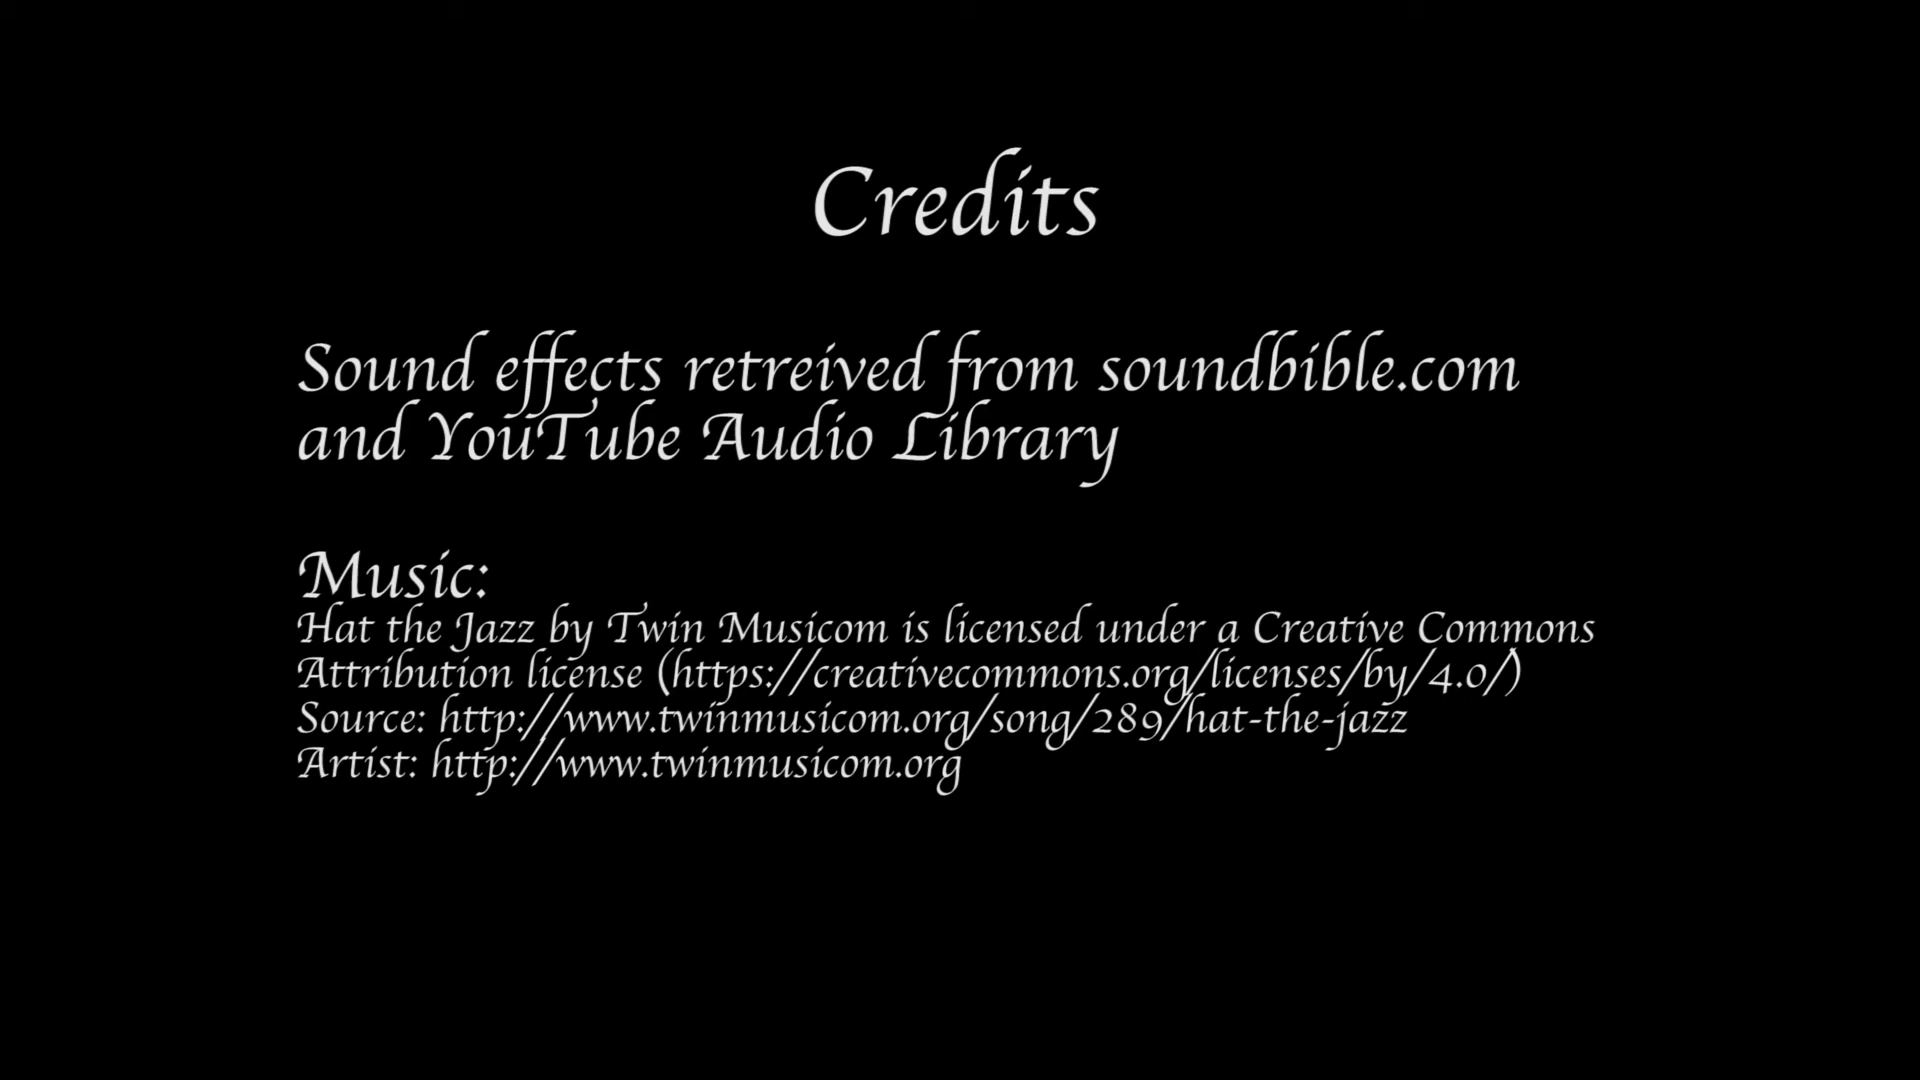 Credits
Sound effects retreived from soundbible.com
and YouTube Audio Library
Music:
Hat the Jazz by Twin Musicom is licensed under a Creative Commons
Attribution license (https://creativecommons.org/licenses/by/4.0/)
Source: http://www.twinmusicom.org/song/289/hat-the-jazz
Artist: http://www.twinmusicom.org